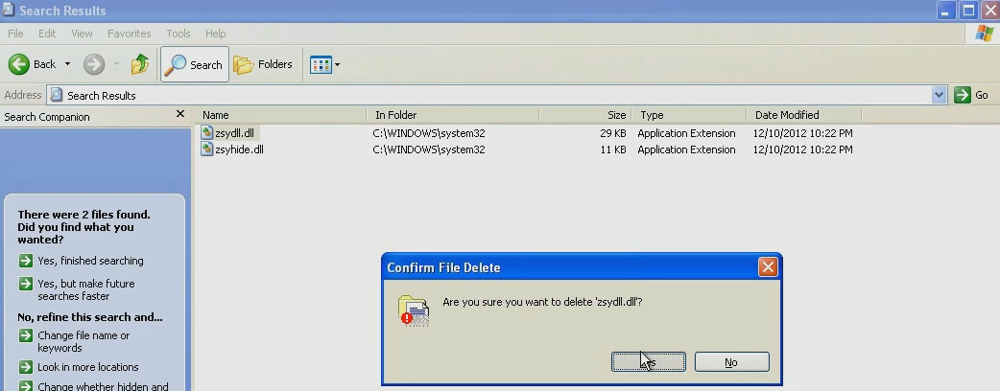 Search Results
File Edit View Favorites Tools Help
Back Search Folders
Address Search Results Go
Search Companion
Name In Folder Size Type Date Modified
zsydll.dll C:\WINDOWS\system32 29 KB Application Extension 12/10/2012 10:22 PM
zsyhide.dll C:\WINDOWS\system32 11 KB Application Extension 12/10/2012 10:22 PM
There were 2 files found.
Did you find what you
wanted?
Yes, finished searching
Yes, but make future
searches faster
No, refine this search and...
Change file name or
keywords
Look in more locations
Change whether hidden and
Confirm File Delete
Are you sure you want to delete 'zsydll.dll'?
No